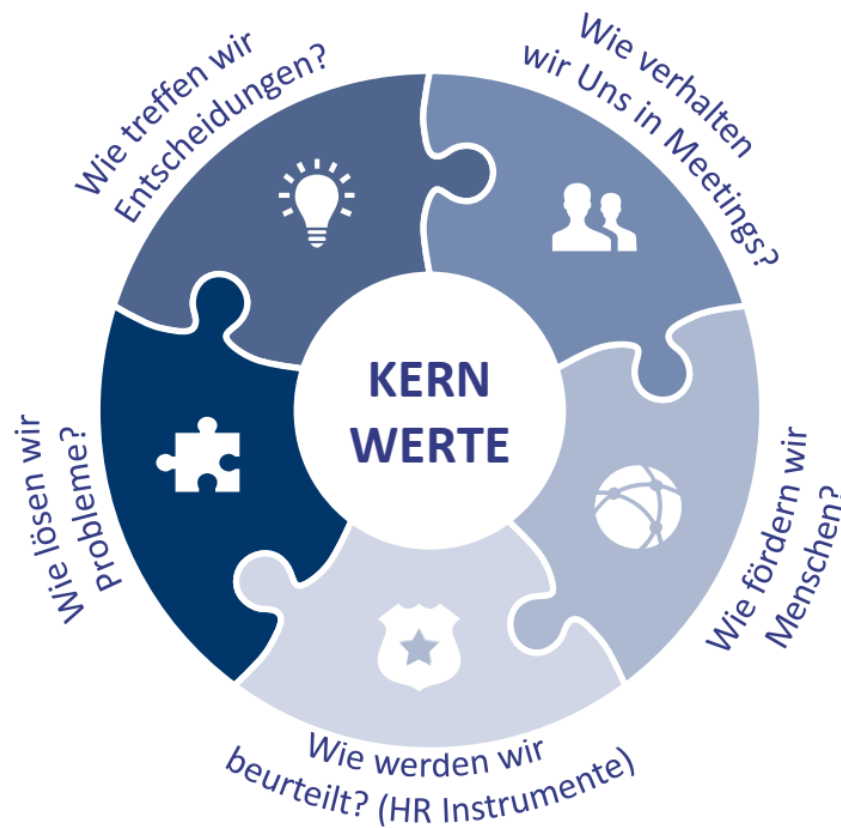 Wie treffen wir
Entscheidungen?
Wie verhalten
wir Uns in Meetings?
KERN
WERTE
Wie lösen wir
Probleme?
Wie fördern wir
Menschen?
Wie werden wir
beurteilt? (HR Instrumente)